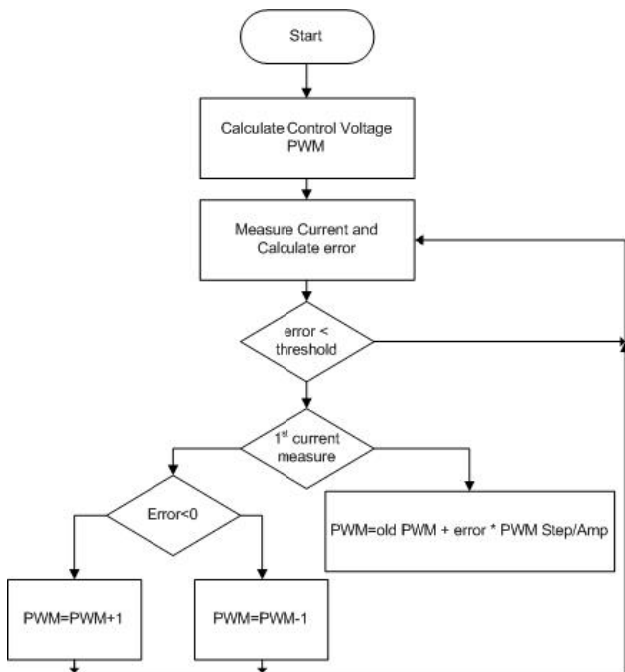 Start
Calculate Control Voltage
PWM
Measure Current and
Calculate error
error <
threshold
1st current
measure
Error<0
PWM=old PWM + error * PWM Step/Amp
PWM=PWM+1
PWM=PWM-1